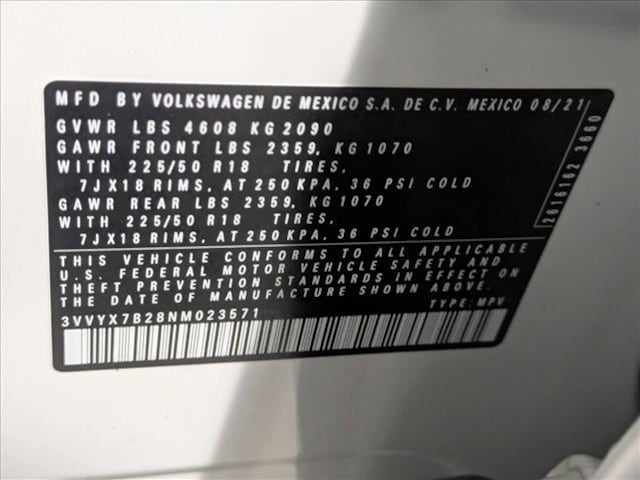 MFD BY VOLKSWAGEN DE MEXICO S.A. DE C.V. MEXICO 08/21
GVWR LBS 4608 KG 2090
GAWR FRONT LBS 2359, KG 1070
WITH 225/50 R18 TIRES,
7JX18 RIMS, AT 250 KPA, 36 PSI COLD
GAWR REAR LBS 2359, KG 1070
WITH 225/50 R18 TIRES,
7JX18 RIMS, AT 250 KPA, 36 PSI COLD
THIS VEHICLE CONFORMS TO ALL APPLICABLE
U.S. FEDERAL MOTOR VEHICLE SAFETY AND
THEFT PREVENTION STANDARDS IN EFFECT ON
THE DATE OF MANUFACTURE SHOWN ABOVE.
3VVYX7B28NM023571 TYPE: MPV
2616162 3660